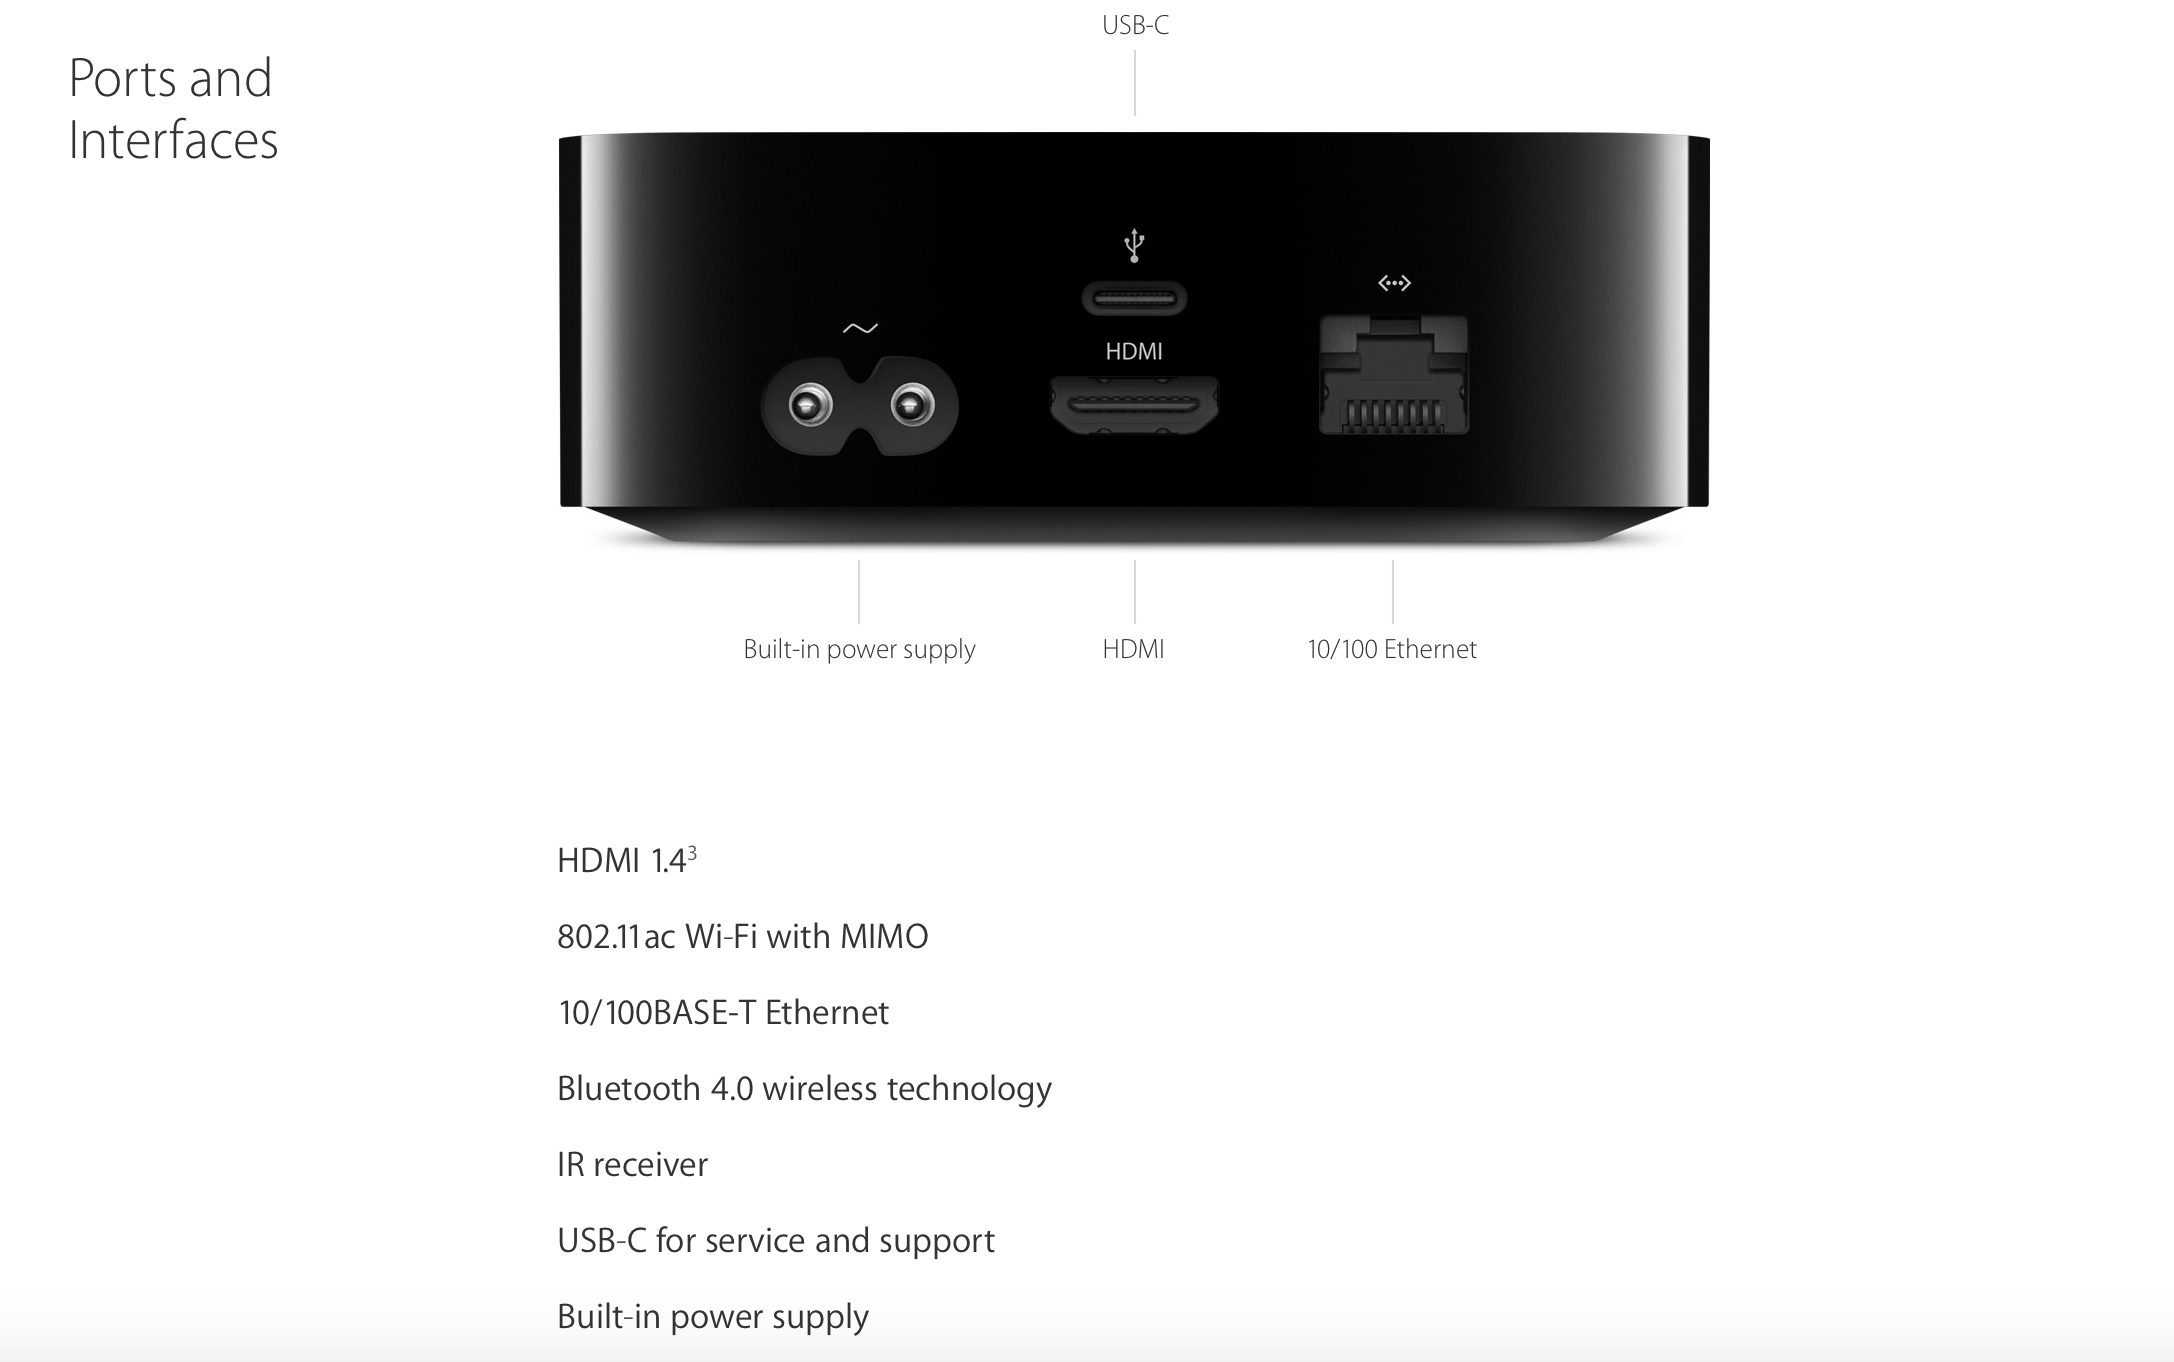 USB-C
Ports and
Interfaces
HDMI
Built-in power supply
HDMI
10/100 Ethernet
HDMI 1.4³
802.11ac Wi-Fi with MIMO
10/100BASE-T Ethernet
Bluetooth 4.0 wireless technology
IR receiver
USB-C for service and support
Built-in power supply